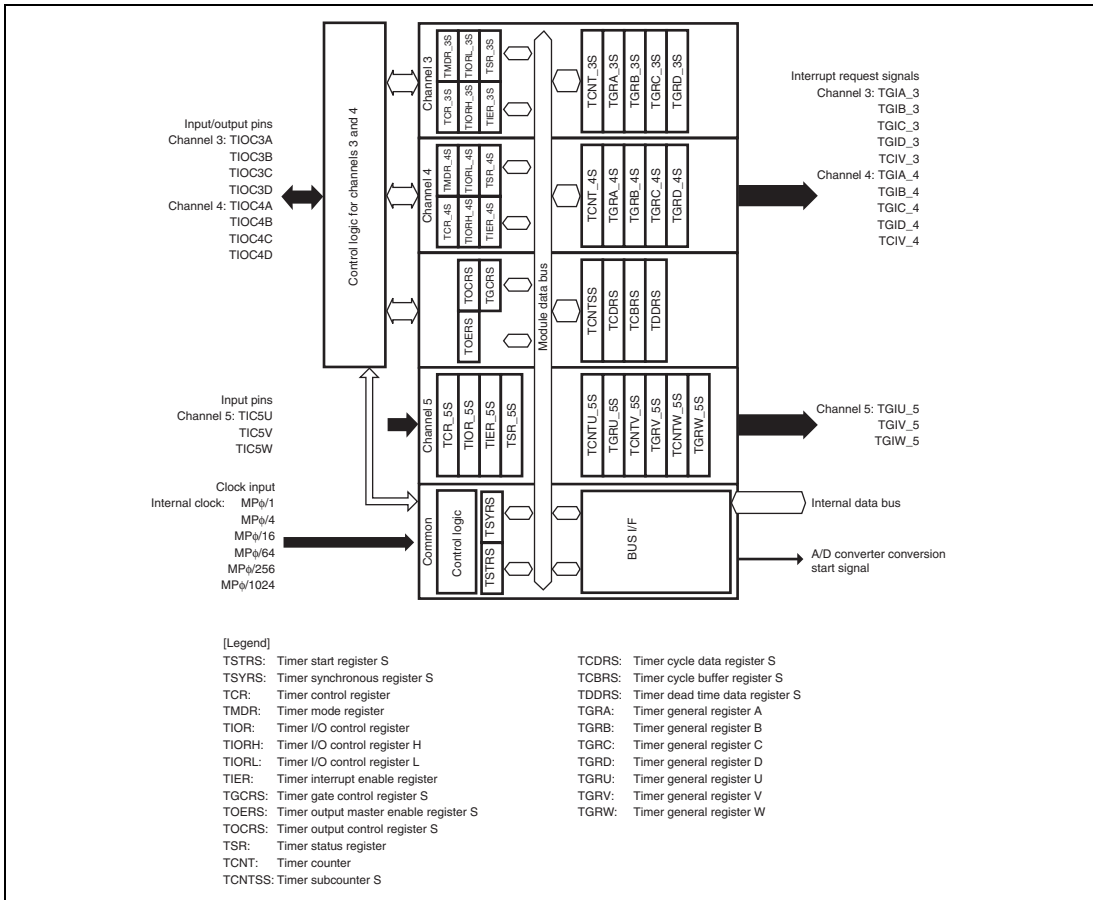 Input/output pins
Channel 3: TIOC3A
TIOC3B
TIOC3C
TIOC3D
Channel 4: TIOC4A
TIOC4B
TIOC4C
TIOC4D
Input pins
Channel 5: TIC5U
TIC5V
TIC5W
Clock input
Internal clock: MPφ/1
MPφ/4
MPφ/16
MPφ/64
MPφ/256
MPφ/1024
Control logic for channels 3 and 4
Channel 3
TCR_3S
TMDR_3S
TIORH_3S
TIORL_3S
TIER_3S
TSR_3S
TCNT_3S
TGRA_3S
TGRB_3S
TGRC_3S
TGRD_3S
Channel 4
TCR_4S
TMDR_4S
TIORH_4S
TIORL_4S
TIER_4S
TSR_4S
TCNT_4S
TGRA_4S
TGRB_4S
TGRC_4S
TGRD_4S
TOERS
TOCRS
TGCRS
Module data bus
TCNTSS
TCDRS
TCBRS
TDDRS
Channel 5
TCR_5S
TIOR_5S
TIER_5S
TSR_5S
TCNTU_5S
TGRU_5S
TCNTV_5S
TGRV_5S
TCNTW_5S
TGRW_5S
Common
Control logic
TSTRS
TSYRS
BUS I/F
Interrupt request signals
Channel 3: TGIA_3
TGIB_3
TGIC_3
TGID_3
TCIV_3
Channel 4: TGIA_4
TGIB_4
TGIC_4
TGID_4
TCIV_4
Channel 5: TGIU_5
TGIV_5
TGIW_5
Internal data bus
A/D converter conversion
start signal
[Legend]
TSTRS: Timer start register S
TSYRS: Timer synchronous register S
TCR: Timer control register
TMDR: Timer mode register
TIOR: Timer I/O control register
TIORH: Timer I/O control register H
TIORL: Timer I/O control register L
TIER: Timer interrupt enable register
TGCRS: Timer gate control register S
TOERS: Timer output master enable register S
TOCRS: Timer output control register S
TSR: Timer status register
TCNT: Timer counter
TCNTSS: Timer subcounter S
TCDRS: Timer cycle data register S
TCBRS: Timer cycle buffer register S
TDDRS: Timer dead time data register S
TGRA: Timer general register A
TGRB: Timer general register B
TGRC: Timer general register C
TGRD: Timer general register D
TGRU: Timer general register U
TGRV: Timer general register V
TGRW: Timer general register W